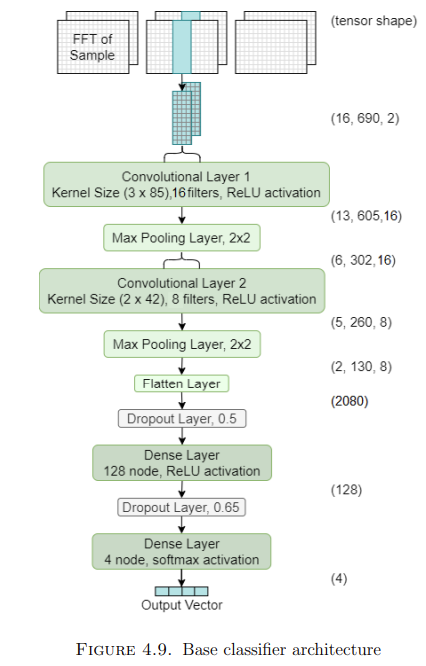 (tensor shape)
FFT of
Sample
(16, 690, 2)
Convolutional Layer 1
Kernel Size (3 x 85),16 filters, ReLU activation
(13, 605,16)
Max Pooling Layer, 2x2
(6, 302,16)
Convolutional Layer 2
Kernel Size (2 x 42), 8 filters, ReLU activation
(5, 260, 8)
Max Pooling Layer, 2x2
(2, 130, 8)
Flatten Layer
(2080)
Dropout Layer, 0.5
Dense Layer
128 node, ReLU activation
(128)
Dropout Layer, 0.65
Dense Layer
4 node, softmax activation
(4)
Output Vector
FIGURE 4.9. Base classifier architecture